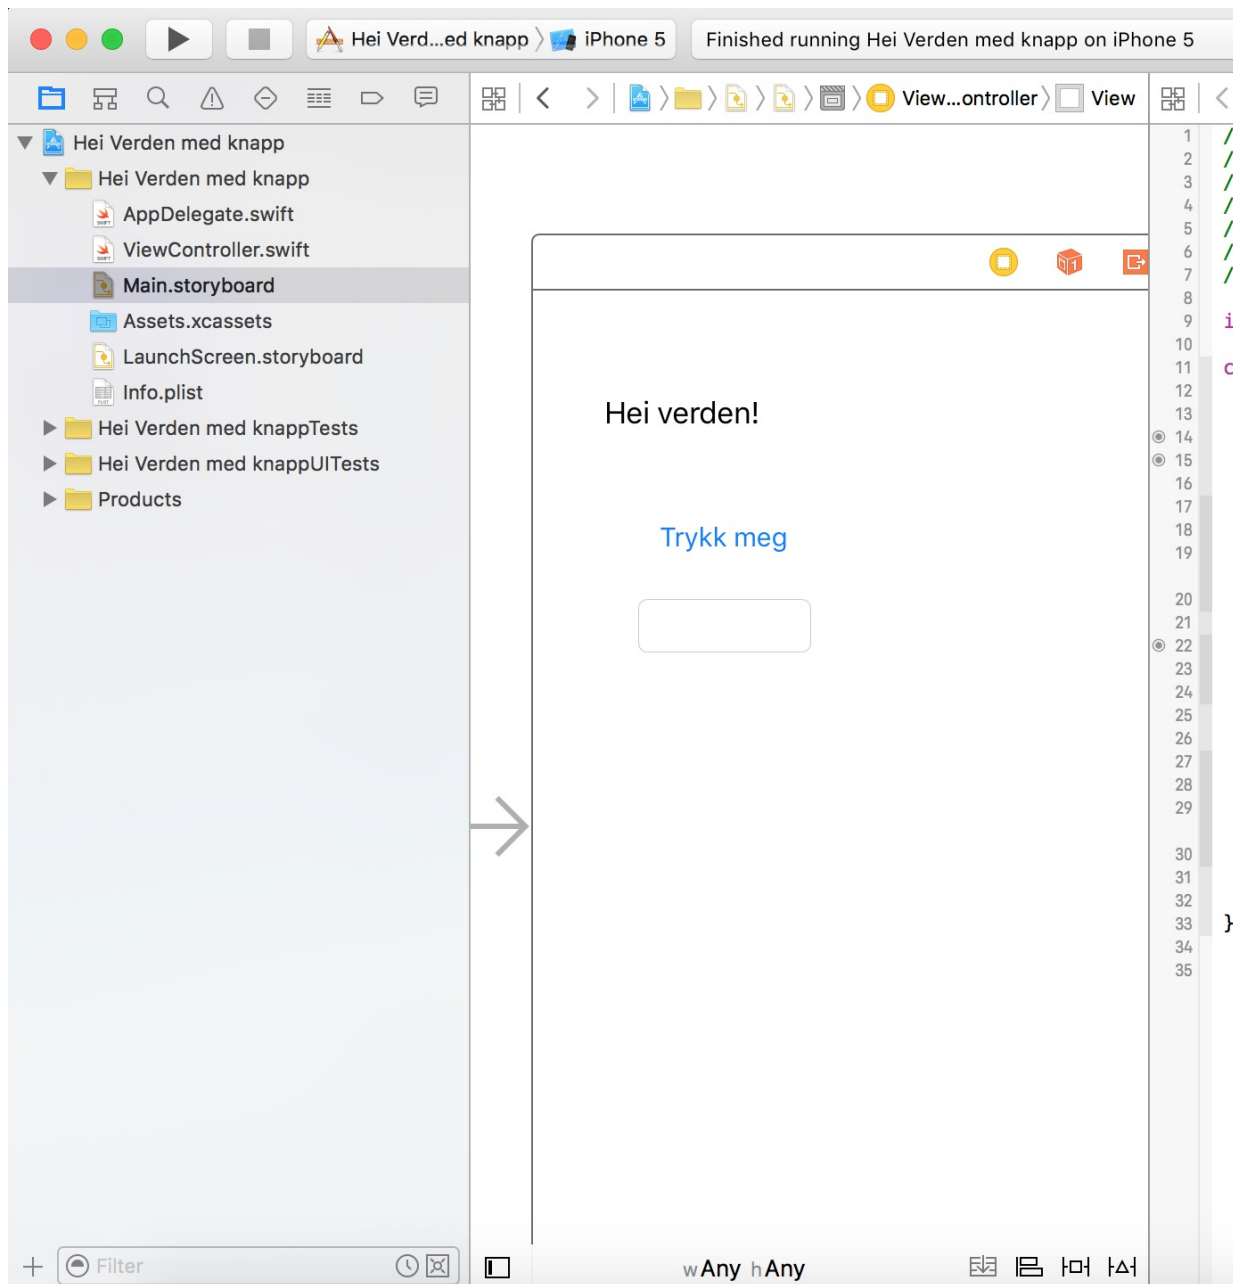 Hei Verd...ed knapp
iPhone 5
Finished running Hei Verden med knapp on iPhone 5
View...ontroller
View
Hei Verden med knapp
Hei Verden med knapp
AppDelegate.swift
ViewController.swift
Main.storyboard
Assets.xcassets
LaunchScreen.storyboard
Info.plist
Hei Verden med knappTests
Hei Verden med knappUITests
Products
Hei verden!
Trykk meg
1 /
2 /
3 /
4 /
5 /
6 /
7 /
8
9 i
10
11 c
12
13
14
15
16
17
18
19
20
21
22
23
24
25
26
27
28
29
30
31
32
33 }
34
35
Filter
wAny hAny